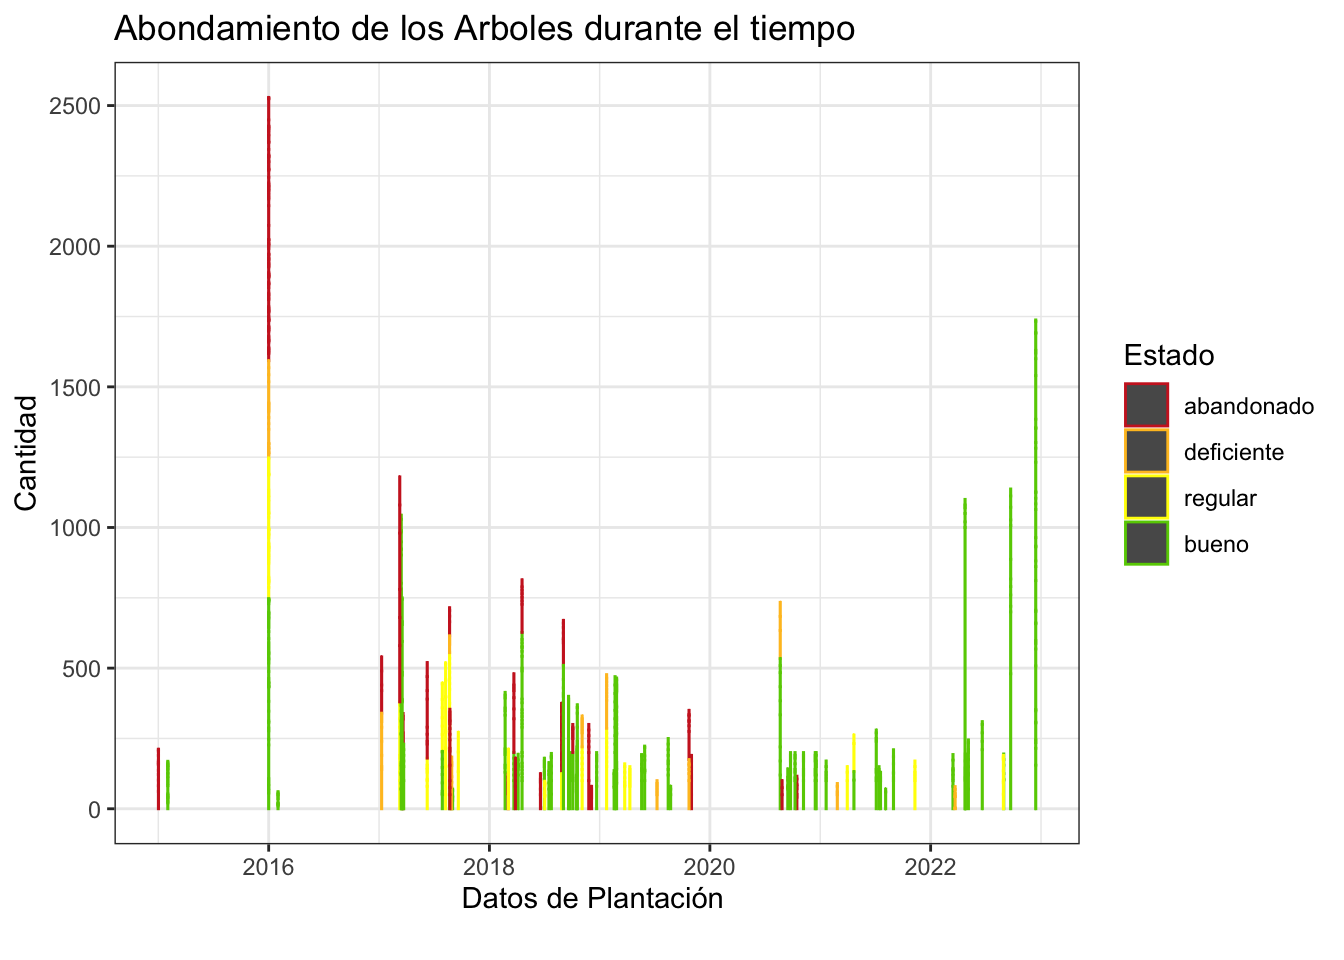 Abondamiento de los Arboles durante el tiempo
Cantidad
2500
2000
1500
1000
500
0
2016
2018
2020
2022
Datos de Plantación
Estado
abandonado
deficiente
regular
bueno